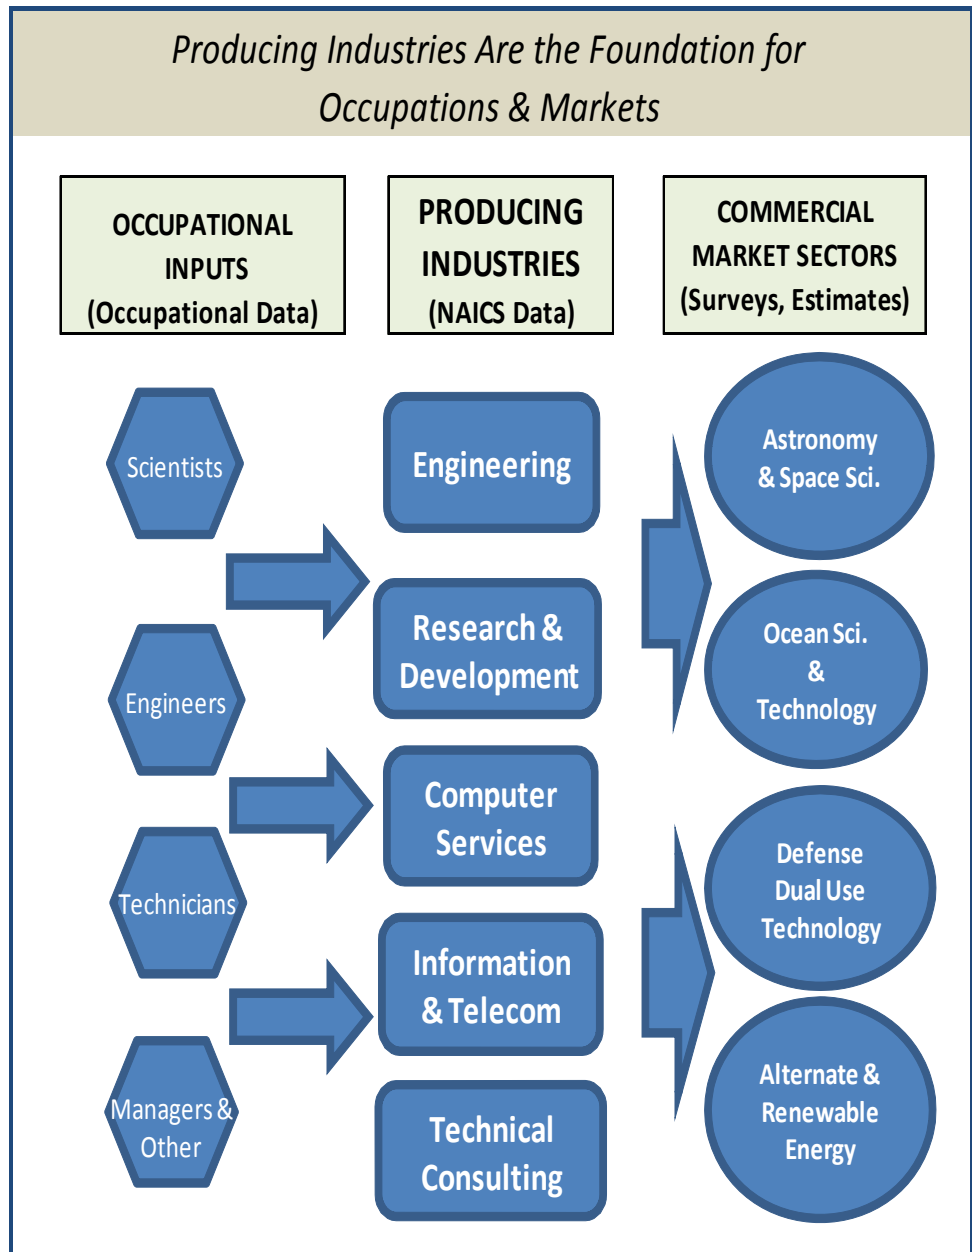 Producing Industries Are the Foundation for
Occupations & Markets
OCCUPATIONAL
INPUTS
(Occupational Data)
PRODUCING
INDUSTRIES
(NAICS Data)
COMMERCIAL
MARKET SECTORS
(Surveys, Estimates)
Scientists
Engineers
Technicians
Managers &
Other
Engineering
Research &
Development
Computer
Services
Information
& Telecom
Technical
Consulting
Astronomy
& Space Sci.
Ocean Sci.
&
Technology
Defense
Dual Use
Technology
Alternate &
Renewable
Energy